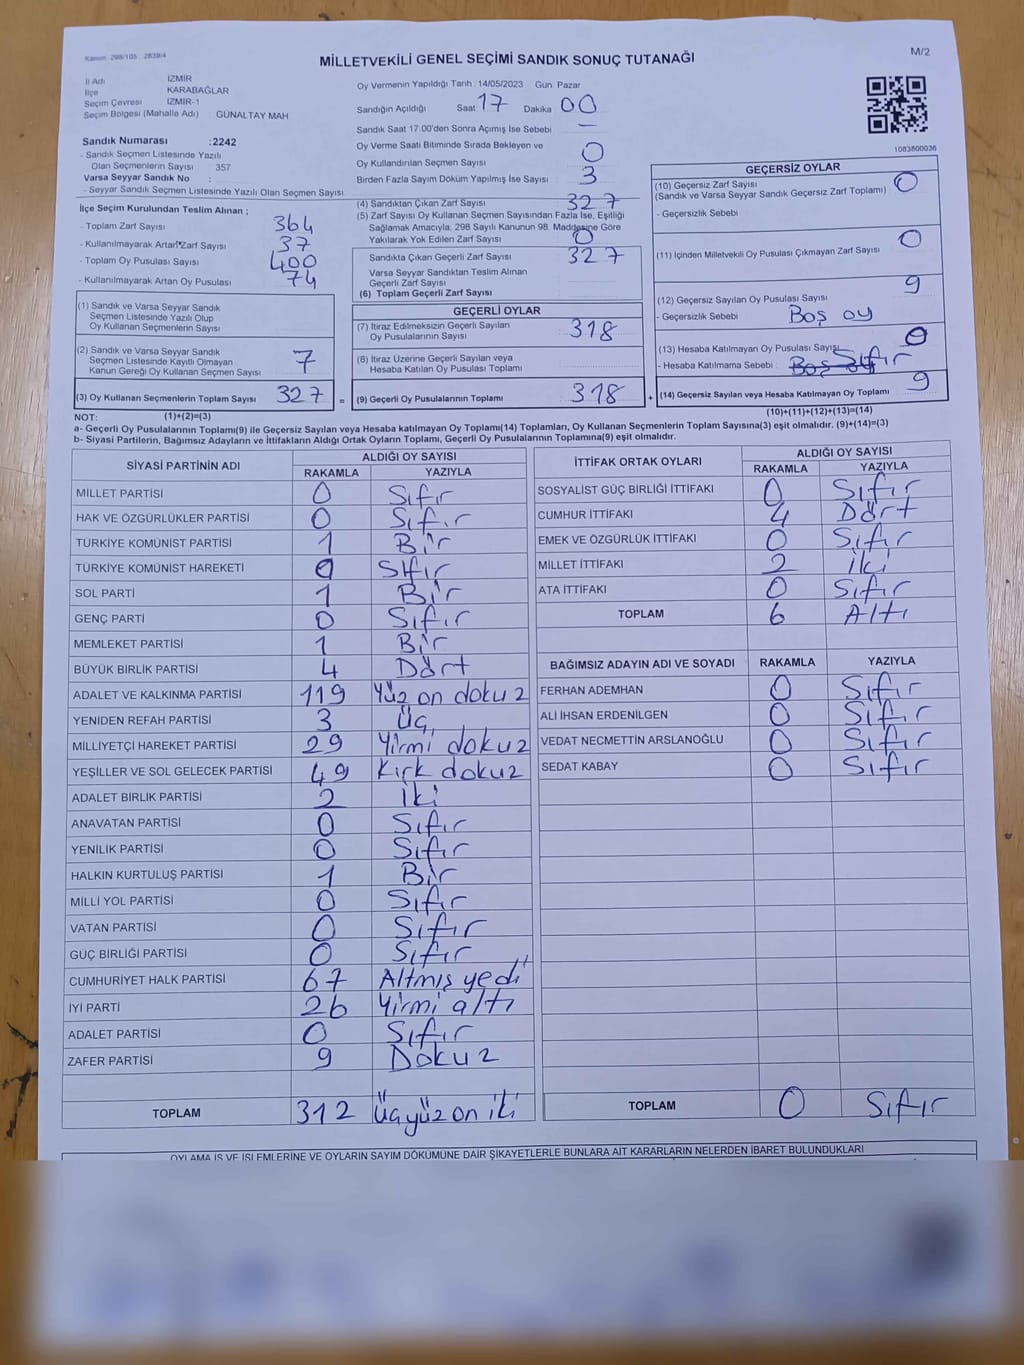 Kanun: 298/105 2839/4
MİLLETVEKİLİ GENEL SEÇİMİ SANDIK SONUÇ TUTANAĞI
M/2
İl Adı İZMİR
İlçe KARABAĞLAR
Seçim Çevresi İZMİR-1
Seçim Bölgesi (Mahalle Adı) GÜNALTAY MAH
Sandık Numarası :2242
- Sandık Seçmen Listesinde Yazılı
Olan Seçmenlerin Sayısı 357
Varsa Seyyar Sandık No :
- Seyyar Sandık Seçmen Listesinde Yazılı Olan Seçmen Sayısı
Oy Vermenin Yapıldığı Tarih :14/05/2023 Gün: Pazar
Sandığın Açıldığı Saat 17 Dakika 00
Sandık Saat 17.00'den Sonra Açımış İse Sebebi –
Oy Verme Saati Bitiminde Sırada Bekleyen ve
Oy Kullandırılan Seçmen Sayısı 0
Birden Fazla Sayım Döküm Yapılmış İse Sayısı 3
1083800036
İlçe Seçim Kurulundan Teslim Alınan ;
- Toplam Zarf Sayısı 364
- Kullanılmayarak Artan Zarf Sayısı 37
- Toplam Oy Pusulası Sayısı 400
- Kullanılmayarak Artan Oy Pusulası 74
(1) Sandık ve Varsa Seyyar Sandık
Seçmen Listesinde Yazılı Olup
Oy Kullanan Seçmenlerin Sayısı
(2) Sandık ve Varsa Seyyar Sandık
Seçmen Listesinde Kayıtlı Olmayan
Kanun Gereği Oy Kullanan Seçmen Sayısı 7
(3) Oy Kullanan Seçmenlerin Toplam Sayısı 327 =
(4) Sandıktan Çıkan Zarf Sayısı 327
(5) Zarf Sayısı Oy Kullanan Seçmen Sayısından Fazla İse, Eşitliği
Sağlamak Amacıyla, 298 Sayılı Kanunun 98. Maddesine Göre
Yakılarak Yok Edilen Zarf Sayısı 0
Sandıkta Çıkan Geçerli Zarf Sayısı 327
Varsa Seyyar Sandıktan Teslim Alınan
Geçerli Zarf Sayısı
(6) Toplam Geçerli Zarf Sayısı
GEÇERLİ OYLAR
(7) İtiraz Edilmeksizin Geçerli Sayılan
Oy Pusulalarının Sayısı 318
(8) İtiraz Üzerine Geçerli Sayılan veya
Hesaba Katılan Oy Pusulası Toplamı
(9) Geçerli Oy Pusulalarının Toplamı 318 +
GEÇERSİZ OYLAR
(10) Geçersiz Zarf Sayısı 0
(Sandık ve Varsa Seyyar Sandık Geçersiz Zarf Toplamı)
- Geçersizlik Sebebi
(11) İçinden Milletvekili Oy Pusulası Çıkmayan Zarf Sayısı 0
(12) Geçersiz Sayılan Oy Pusulası Sayısı 9
- Geçersizlik Sebebi Boş oy
(13) Hesaba Katılmayan Oy Pusulası Sayısı 0
- Hesaba Katılmama Sebebi : Boş oy Sıfır
(14) Geçersiz Sayılan veya Hesaba Katılmayan Oy Toplamı 9
NOT: (1)+(2)=(3) (10)+(11)+(12)+(13)=(14)
a- Geçerli Oy Pusulasının Toplamı(9) ile Geçersiz Sayılan veya Hesaba katılmayan Oy Toplamı(14) Toplamları, Oy Kullanan Seçmenlerin Toplam Sayısına(3) eşit olmalıdır. (9)+(14)=(3)
b- Siyasi Partilerin, Bağımsız Adayların ve İttifakların Aldığı Ortak Oyların Toplamı, Geçerli Oy Pusulalarının Toplamına(9) eşit olmalıdır.
SİYASİ PARTİNİN ADI ALDIĞI OY SAYISI
RAKAMLA YAZIYLA
MİLLET PARTİSİ 0 Sıfır
HAK VE ÖZGÜRLÜKLER PARTİSİ 0 Sıfır
TÜRKİYE KOMÜNİST PARTİSİ 1 Bir
TÜRKİYE KOMÜNİST HAREKETİ 0 Sıfır
SOL PARTİ 1 Bir
GENÇ PARTİ 0 Sıfır
MEMLEKET PARTİSİ 1 Bir
BÜYÜK BİRLİK PARTİSİ 4 Dört
ADALET VE KALKINMA PARTİSİ 119 Yüz on dokuz
YENİDEN REFAH PARTİSİ 3 Üç
MİLLİYETÇİ HAREKET PARTİSİ 29 Yirmi dokuz
YEŞİLLER VE SOL GELECEK PARTİSİ 49 Kırk dokuz
ADALET BİRLİK PARTİSİ 2 İki
ANAVATAN PARTİSİ 0 Sıfır
YENİLİK PARTİSİ 0 Sıfır
HALKIN KURTULUŞ PARTİSİ 1 Bir
MİLLİ YOL PARTİSİ 0 Sıfır
VATAN PARTİSİ 0 Sıfır
GÜÇ BİRLİĞİ PARTİSİ 0 Sıfır
CUMHURİYET HALK PARTİSİ 67 Altmış yedi
İYİ PARTİ 26 Yirmi altı
ADALET PARTİSİ 0 Sıfır
ZAFER PARTİSİ 9 Dokuz
TOPLAM 312 Üçyüz on iki
İTTİFAK ORTAK OYLARI ALDIĞI OY SAYISI
RAKAMLA YAZIYLA
SOSYALİST GÜÇ BİRLİĞİ İTTİFAKI 0 Sıfır
CUMHUR İTTİFAKI 4 Dört
EMEK VE ÖZGÜRLÜK İTTİFAKI 0 Sıfır
MİLLET İTTİFAKI 2 İki
ATA İTTİFAKI 0 Sıfır
TOPLAM 6 Altı
BAĞIMSIZ ADAYIN ADI VE SOYADI RAKAMLA YAZIYLA
FERHAN ADEMHAN 0 Sıfır
ALİ İHSAN ERDENİLGEN 0 Sıfır
VEDAT NECMETTİN ARSLANOĞLU 0 Sıfır
SEDAT KABAY 0 Sıfır
TOPLAM 0 Sıfır
OYLAMA İŞ VE İŞLEMLERİNE VE OYLARIN SAYIM DÖKÜMÜNE DAİR ŞİKAYETLERLE BUNLARA AİT KARARLARIN NELERDEN İBARET BULUNDUKLARI